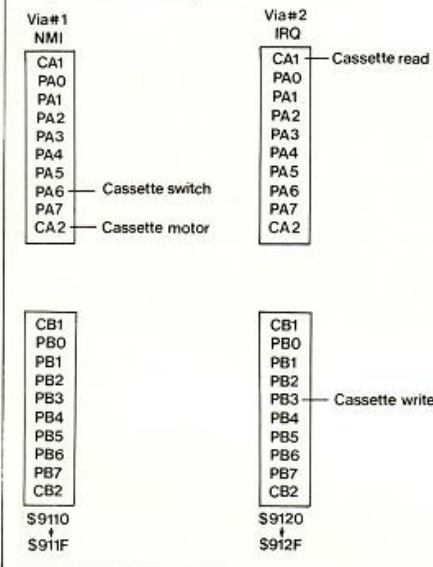 Via#1
NMI
CA1
PA0
PA1
PA2
PA3
PA4
PA5
PA6 Cassette switch
PA7
CA2 Cassette motor
CB1
PB0
PB1
PB2
PB3
PB4
PB5
PB6
PB7
CB2
$9110
$911F
Via#2
IRQ
CA1 Cassette read
PA0
PA1
PA2
PA3
PA4
PA5
PA6
PA7
CA2
CB1
PB0
PB1
PB2
PB3 Cassette write
PB4
PB5
PB6
PB7
CB2
$9120
$912F